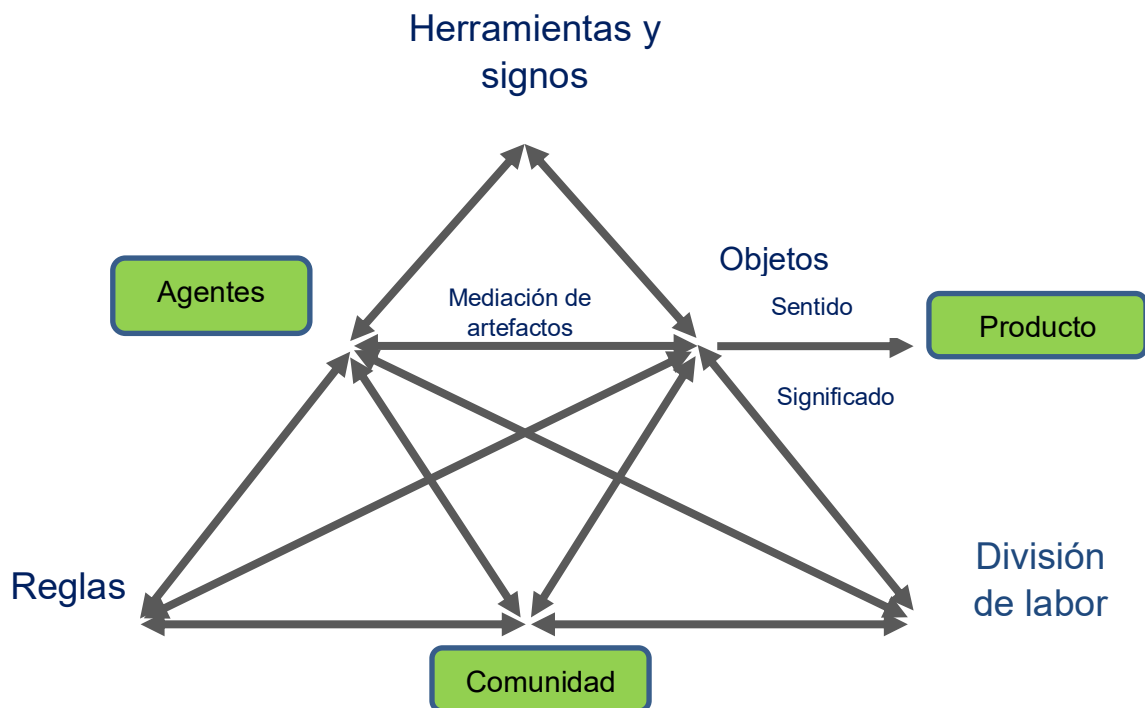 Herramientas y
signos
Objetos
Agentes
Mediación de
artefactos
Sentido
Producto
Significado
División
de labor
Reglas
Comunidad